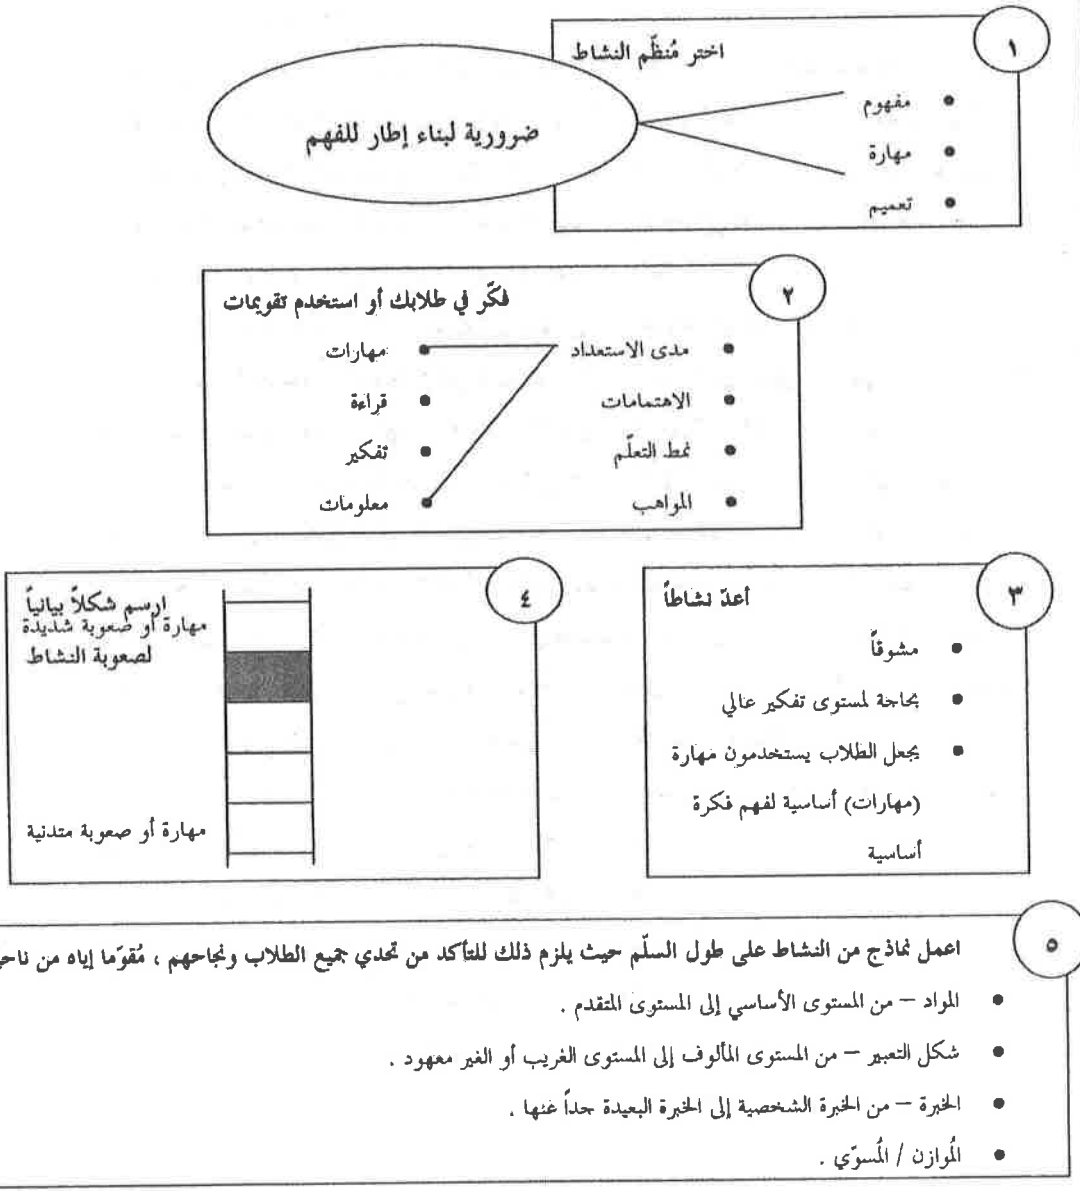 ١
اختر مُنظّم النشاط
• مفهوم
• مهارة
• تعميم
ضرورية لبناء إطار للفهم
٢
فكّر في طلابك أو استخدم تقويمات
• مدى الاستعداد
• الاهتمامات
• نمط التعلّم
• المواهب
• مهارات
• قراءة
• تفكير
• معلومات
٣
أعدّ نشاطاً
• مشوقاً
• بحاجة لمستوى تفكير عالي
• يجعل الطلاب يستخدمون مهارة
(مهارات) أساسية لفهم فكرة
أساسية
٤
ارسم شكلاً بيانياً
مهارة أو صعوبة شديدة
لصعوبة النشاط
مهارة أو صعوبة متدنية
٥
اعمل نماذج من النشاط على طول السلّم حيث يلزم ذلك للتأكد من تحدي جميع الطلاب ونجاحهم ، مُقوّما إياه من
• المواد – من المستوى الأساسي إلى المستوى المتقدم .
• شكل التعبير – من المستوى المألوف إلى المستوى الغريب أو الغير معهود .
• الخبرة – من الخبرة الشخصية إلى الخبرة البعيدة جداً عنها .
• المُوازن / المُسوّي .